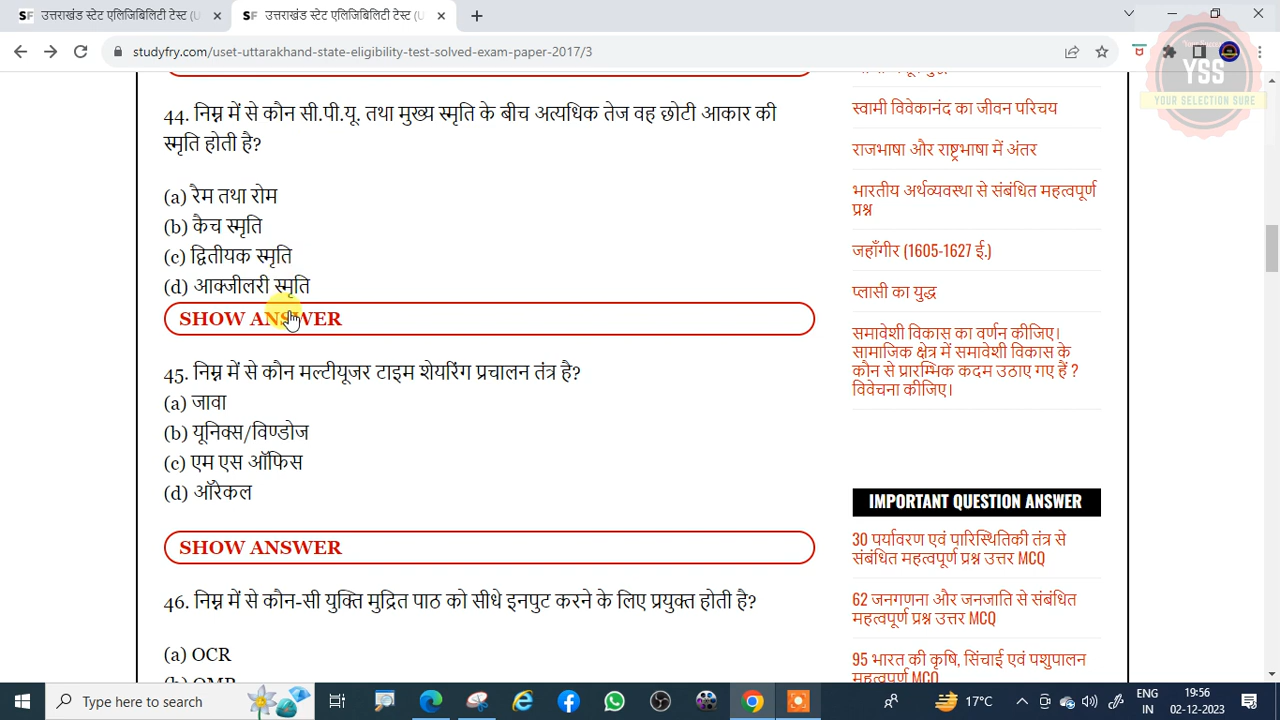 उत्तराखंड स्टेट एलिजिबिलिटी टेस्ट (U
उत्तराखंड स्टेट एलिजिबिलिटी टेस्ट (U
studyfry.com/uset-uttarakhand-state-eligibility-test-solved-exam-paper-2017/3
YSS
YOUR SELECTION SURE
44. निम्न में से कौन सी.पी.यू. तथा मुख्य स्मृति के बीच अत्यधिक तेज वह छोटी आकार की
स्मृति होती है?
(a) रैम तथा रोम
(b) कैच स्मृति
(c) द्वितीयक स्मृति
(d) आक्जीलरी स्मृति
SHOW ANSWER
45. निम्न में से कौन मल्टीयूजर टाइम शेयरिंग प्रचालन तंत्र है?
(a) जावा
(b) यूनिक्स/विण्डोज
(c) एम एस ऑफिस
(d) ऑरेकल
SHOW ANSWER
46. निम्न में से कौन-सी युक्ति मुद्रित पाठ को सीधे इनपुट करने के लिए प्रयुक्त होती है?
(a) OCR
(b) OMR
स्वामी विवेकानंद का जीवन परिचय
राजभाषा और राष्ट्रभाषा में अंतर
भारतीय अर्थव्यवस्था से संबंधित महत्वपूर्ण
प्रश्न
जहाँगीर (1605-1627 ई.)
प्लासी का युद्ध
समावेशी विकास का वर्णन कीजिए।
सामाजिक क्षेत्र में समावेशी विकास के
कौन से प्रारम्भिक कदम उठाए गए हैं ?
विवेचना कीजिए।
IMPORTANT QUESTION ANSWER
30 पर्यावरण एवं पारिस्थितिकी तंत्र से
संबंधित महत्वपूर्ण प्रश्न उत्तर MCQ
62 जनगणना और जनजाति से संबंधित
महत्वपूर्ण प्रश्न उत्तर MCQ
95 भारत की कृषि, सिंचाई एवं पशुपालन
महत्वपूर्ण MCQ
Type here to search
17°C
ENG
IN
19:56
02-12-2023